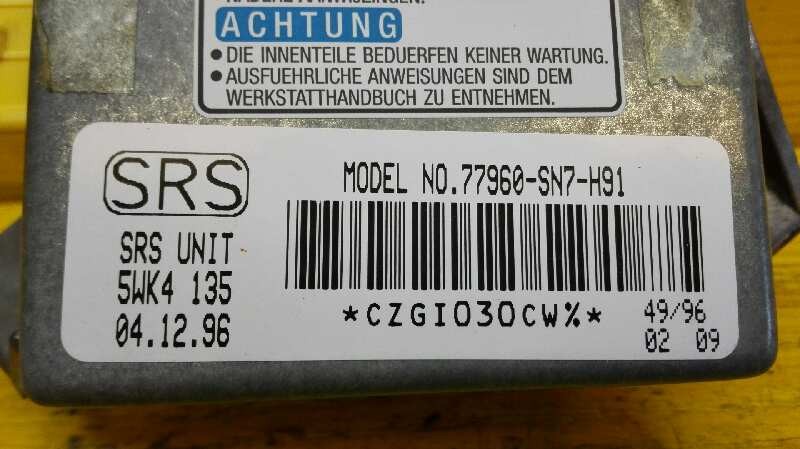 ACHTUNG
• DIE INNENTEILE BEDUERFEN KEINER WARTUNG.
• AUSFUEHRLICHE ANWEISUNGEN SIND DEM
WERKSTATTHANDBUCH ZU ENTNEHMEN.
SRS
MODEL NO.77960-SN7-H91
SRS UNIT
5WK4 135
04.12.96
*CZGI030CW%*
49/96
02 09